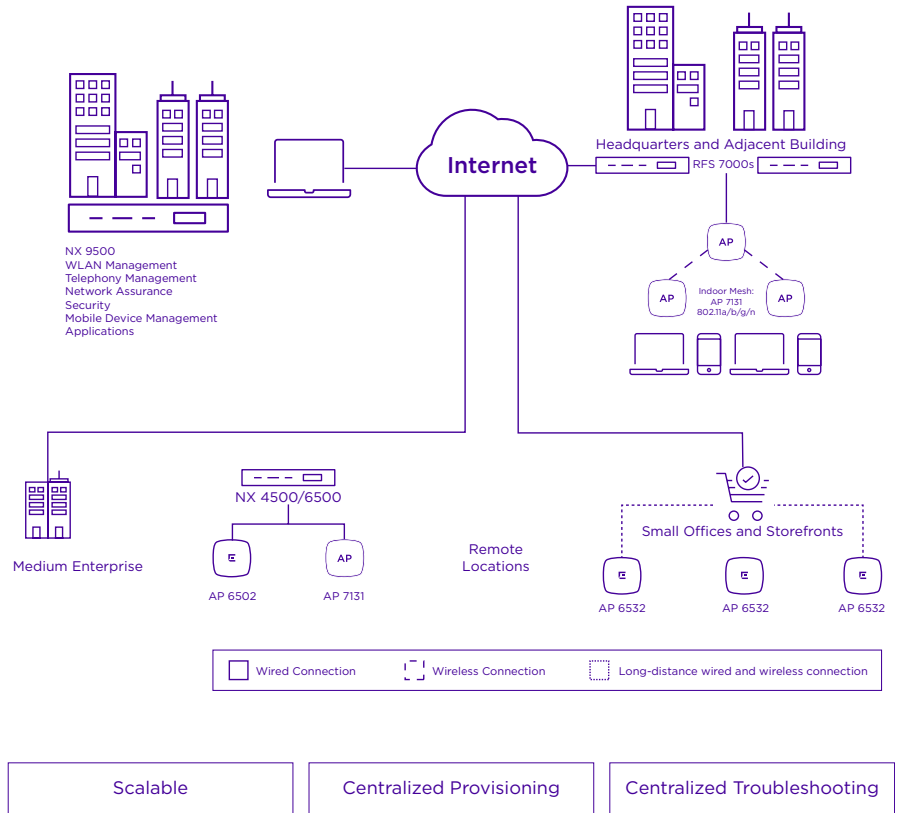 Internet
Headquarters and Adjacent Building
RFS 7000s
AP
NX 9500
WLAN Management
Telephony Management
Network Assurance
Security
Mobile Device Management
Applications
AP
Indoor Mesh:
AP 7131
802.11a/b/g/n
AP
NX 4500/6500
Medium Enterprise
AP
AP 6502
AP 7131
Remote
Locations
Small Offices and Storefronts
AP 6532
AP 6532
AP 6532
Wired Connection
Wireless Connection
Long-distance wired and wireless connection
Scalable
Centralized Provisioning
Centralized Troubleshooting